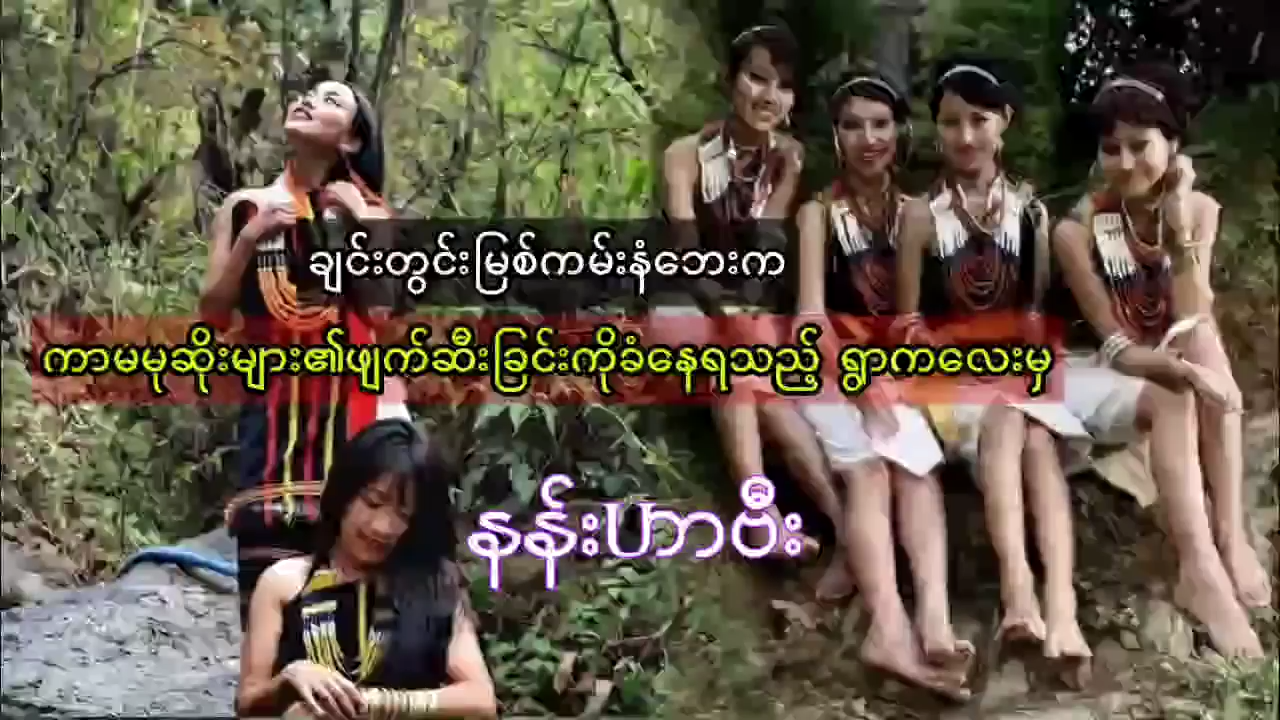 ချင်းတွင်းမြစ်ကမ်းနံဘေးက
ကာမမုဆိုးများ၏ဖျက်ဆီးခြင်းကိုခံနေရသည့် ရွာကလေးမှ
နန်းဟာဗီး